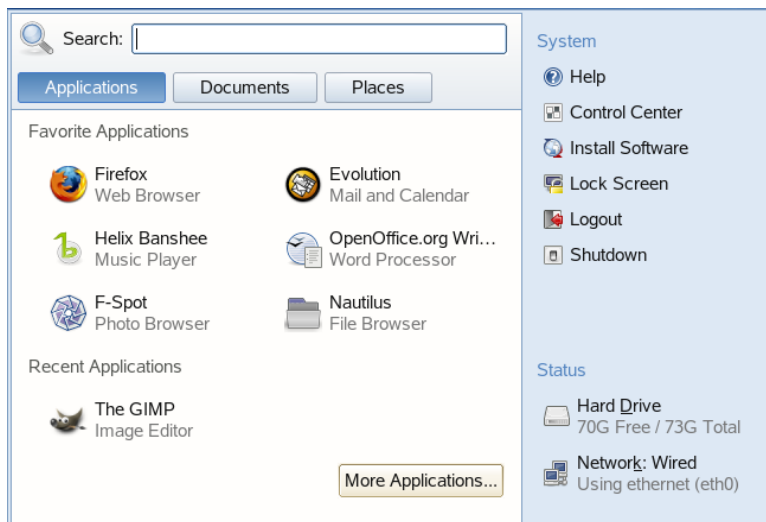 Search:
Applications
Documents
Places
Favorite Applications
Firefox
Web Browser
Evolution
Mail and Calendar
Helix Banshee
Music Player
OpenOffice.org Wri...
Word Processor
F-Spot
Photo Browser
Nautilus
File Browser
Recent Applications
The GIMP
Image Editor
More Applications...
System
Help
Control Center
Install Software
Lock Screen
Logout
Shutdown
Status
Hard Drive
70G Free / 73G Total
Network: Wired
Using ethernet (eth0)